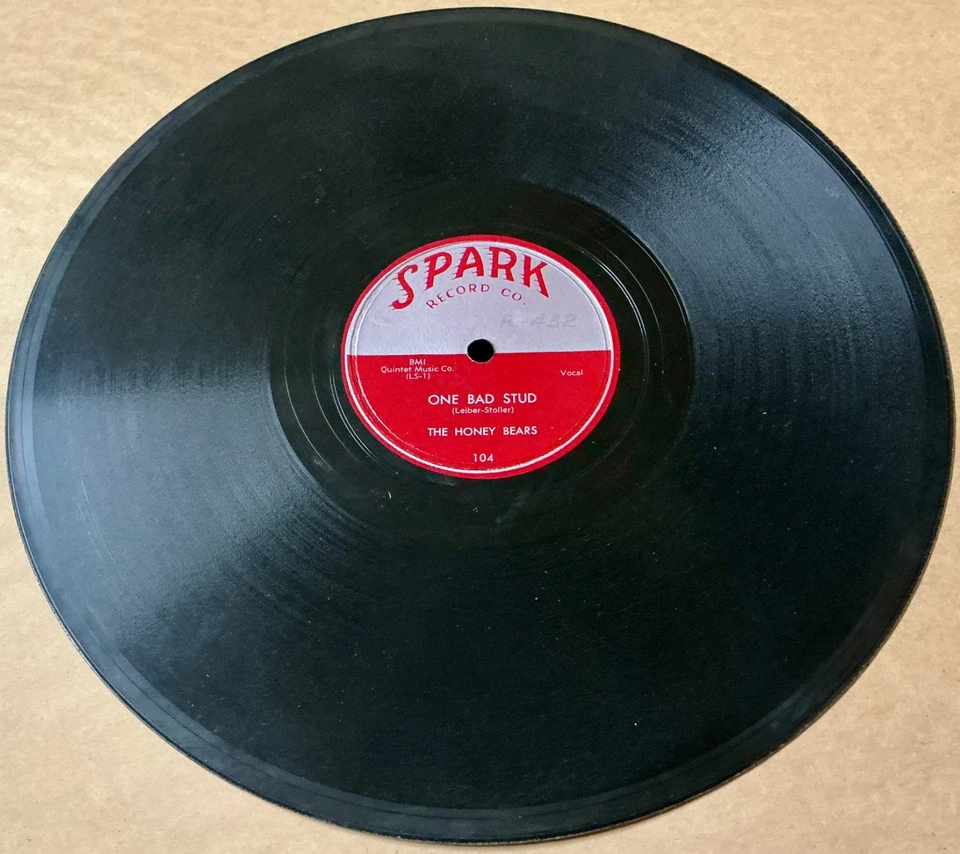 SPARK
RECORD CO.
R-432
BMI
Quintet Music Co.
(LS-1)
Vocal
ONE BAD STUD
(Leiber-Stoller)
THE HONEY BEARS
104